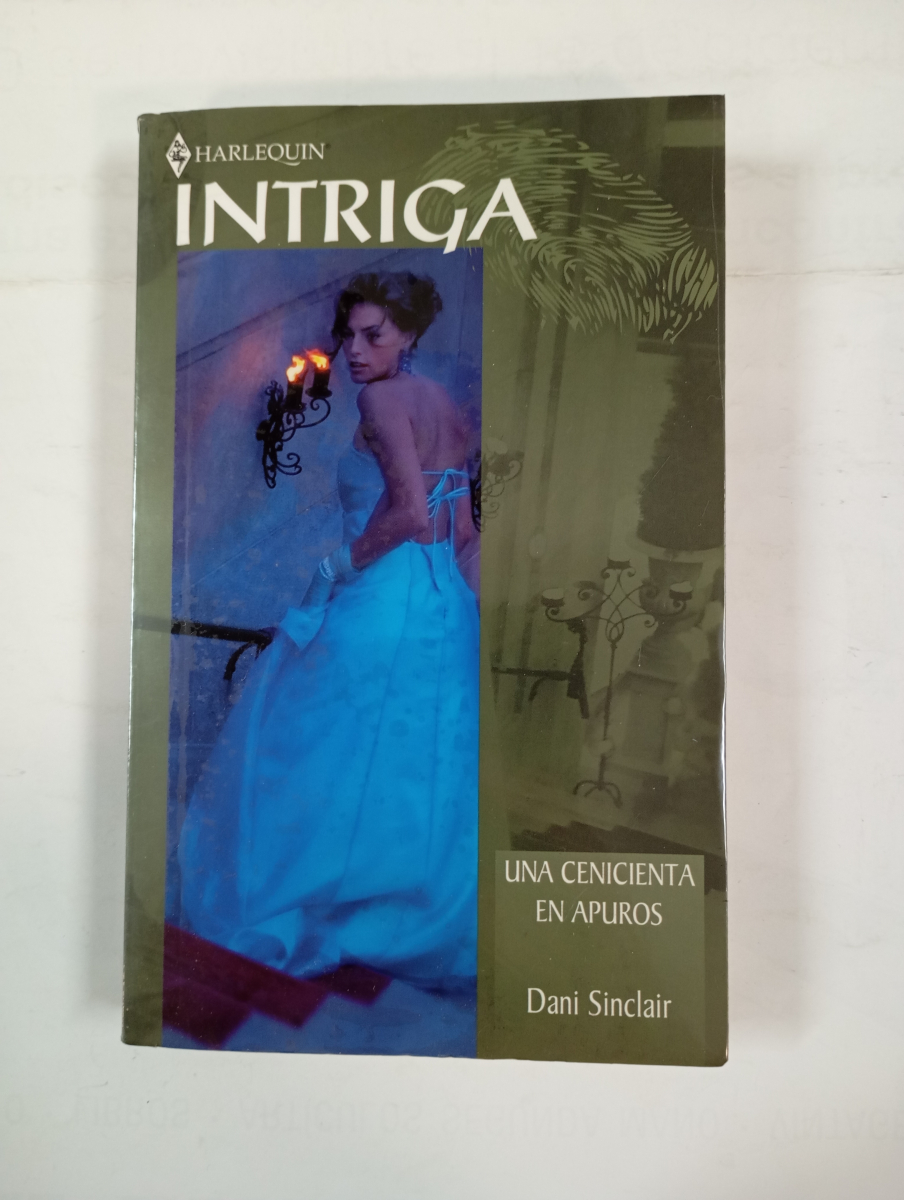 HARLEQUIN®
INTRIGA
UNA CENICIENTA
EN APUROS
Dani Sinclair